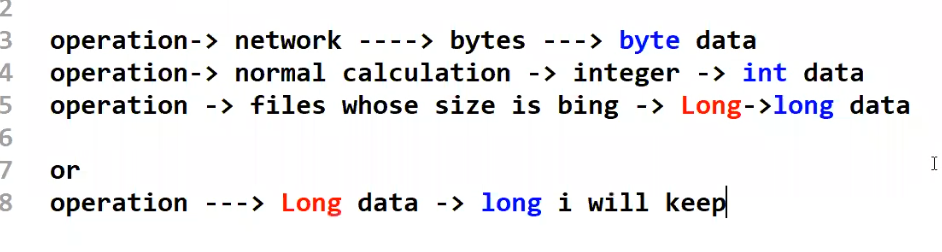 2
3 operation-> network ----> bytes ---> byte data
4 operation-> normal calculation -> integer -> int data
5 operation -> files whose size is bing -> Long->long data
6
7 or
8 operation ---> Long data -> long i will keep